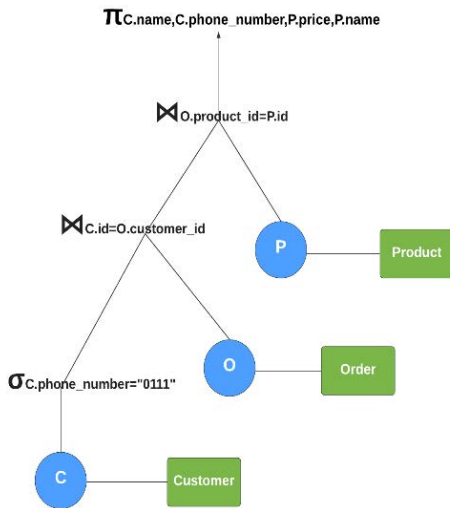 πC.name,C.phone_number,P.price,P.name
⋈O.product_id=P.id
⋈C.id=O.customer_id
P
Product
O
Order
σC.phone_number="0111"
C
Customer